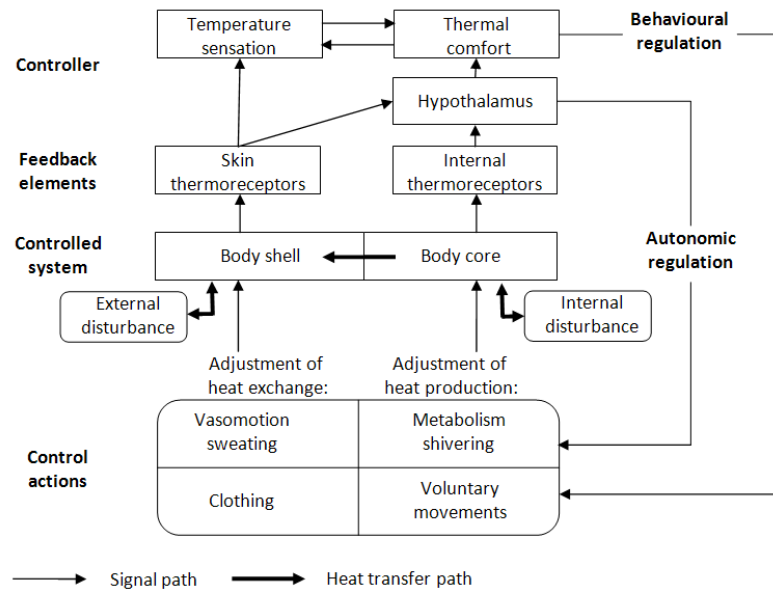 Temperature
sensation
Thermal
comfort
Behavioural
regulation
Controller
Hypothalamus
Feedback
elements
Skin
thermoreceptors
Internal
thermoreceptors
Controlled
system
Body shell
Body core
Autonomic
regulation
External
disturbance
Internal
disturbance
Adjustment of
heat exchange:
Adjustment of
heat production:
Control
actions
Vasomotion
sweating
Metabolism
shivering
Clothing
Voluntary
movements
Signal path
Heat transfer path